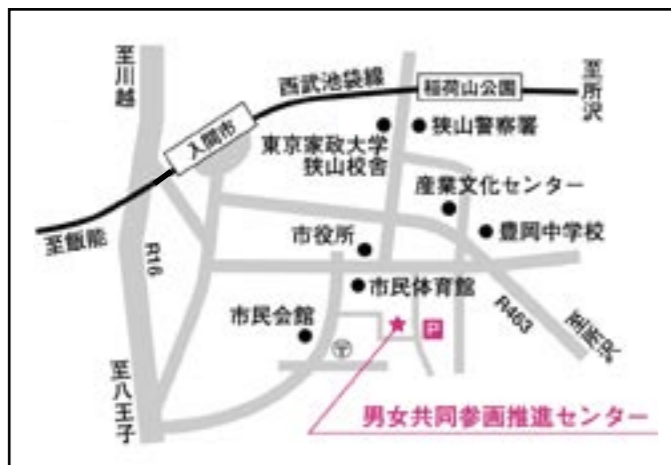 至川越
西武池袋線
稲荷山公園
至所沢
入間市
東京家政大学
狭山校舎
狭山警察署
産業文化センター
至飯能
R16
市役所
豊岡中学校
市民体育館
R463
至所沢
市民会館
P
〒
至八王子
男女共同参画推進センター